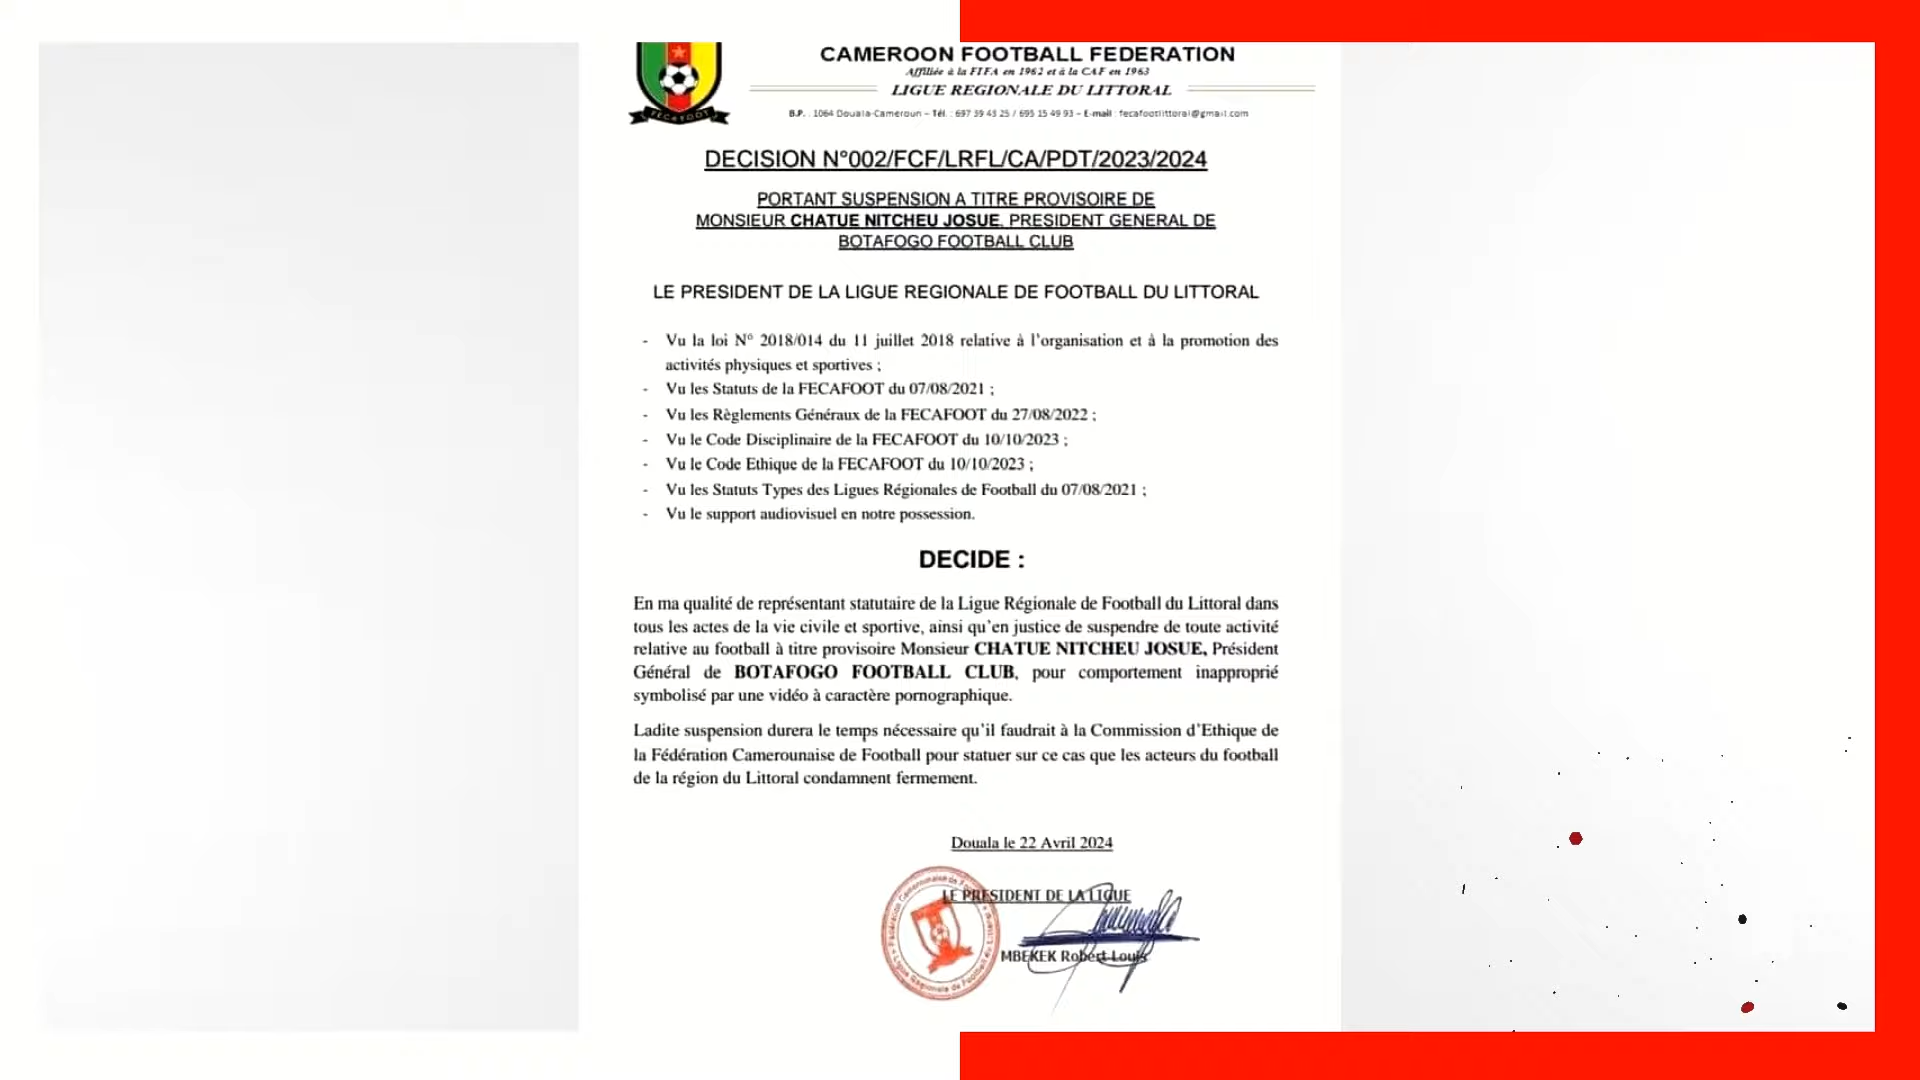 CAMEROON FOOTBALL FEDERATION
Affiliée à la FIFA en 1962 et à la CAF en 1963
LIGUE REGIONALE DU LITTORAL
B.P. : 1064 Douala-Cameroun – Tél. : 697 39 43 25 / 695 15 49 93 – E-mail : fecafootlittoral@gmail.com
FECAFOOT
DECISION N°002/FCF/LRFL/CA/PDT/2023/2024
PORTANT SUSPENSION A TITRE PROVISOIRE DE
MONSIEUR CHATUE NITCHEU JOSUE, PRESIDENT GENERAL DE
BOTAFOGO FOOTBALL CLUB
LE PRESIDENT DE LA LIGUE REGIONALE DE FOOTBALL DU LITTORAL
- Vu la loi N° 2018/014 du 11 juillet 2018 relative à l’organisation et à la promotion des
activités physiques et sportives ;
- Vu les Statuts de la FECAFOOT du 07/08/2021 ;
- Vu les Règlements Généraux de la FECAFOOT du 27/08/2022 ;
- Vu le Code Disciplinaire de la FECAFOOT du 10/10/2023 ;
- Vu le Code Ethique de la FECAFOOT du 10/10/2023 ;
- Vu les Statuts Types des Ligues Régionales de Football du 07/08/2021 ;
- Vu le support audiovisuel en notre possession.
DECIDE :
En ma qualité de représentant statutaire de la Ligue Régionale de Football du Littoral dans
tous les actes de la vie civile et sportive, ainsi qu’en justice de suspendre de toute activité
relative au football à titre provisoire Monsieur CHATUE NITCHEU JOSUE, Président
Général de BOTAFOGO FOOTBALL CLUB, pour comportement inapproprié
symbolisé par une vidéo à caractère pornographique.
Ladite suspension durera le temps nécessaire qu’il faudrait à la Commission d’Ethique de
la Fédération Camerounaise de Football pour statuer sur ce cas que les acteurs du football
de la région du Littoral condamnent fermement.
Douala le 22 Avril 2024
LE PRESIDENT DE LA LIGUE
MBEKEK Robert Louis